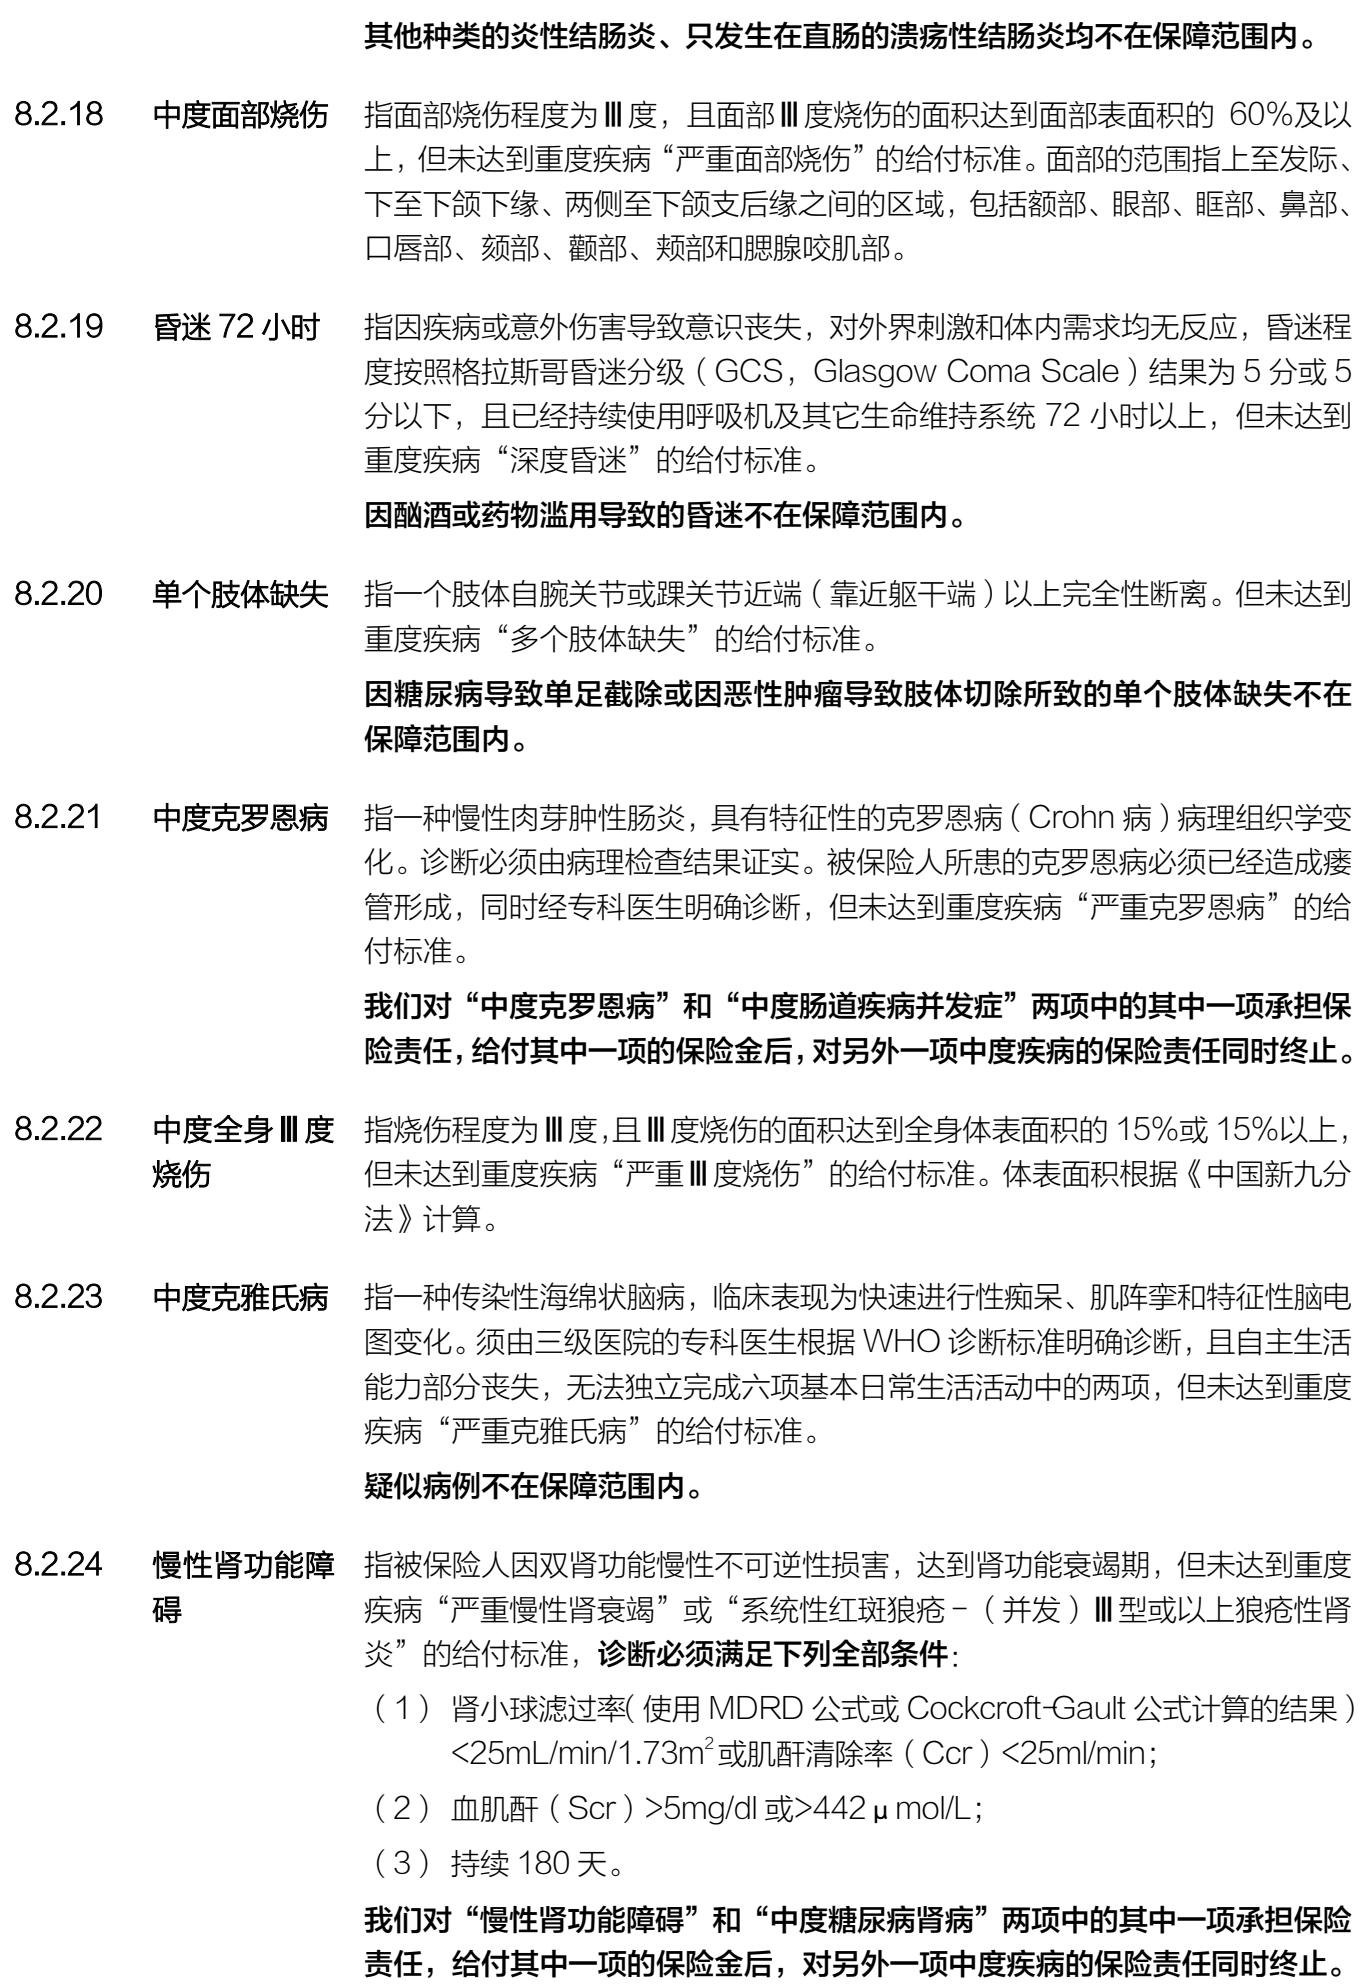 其他种类的炎性结肠炎、只发生在直肠的溃疡性结肠炎均不在保障范围内。
8.2.18 中度面部烧伤 指面部烧伤程度为Ⅲ度，且面部Ⅲ度烧伤的面积达到面部表面积的 60%及以
上，但未达到重度疾病“严重面部烧伤”的给付标准。面部的范围指上至发际、
下至下颌下缘、两侧至下颌支后缘之间的区域，包括额部、眼部、眶部、鼻部、
口唇部、颏部、颧部、颊部和腮腺咬肌部。
8.2.19 昏迷 72 小时 指因疾病或意外伤害导致意识丧失，对外界刺激和体内需求均无反应，昏迷程
度按照格拉斯哥昏迷分级（GCS，Glasgow Coma Scale）结果为 5 分或 5
分以下，且已经持续使用呼吸机及其它生命维持系统 72 小时以上，但未达到
重度疾病“深度昏迷”的给付标准。
因酗酒或药物滥用导致的昏迷不在保障范围内。
8.2.20 单个肢体缺失 指一个肢体自腕关节或踝关节近端（靠近躯干端）以上完全性断离。但未达到
重度疾病“多个肢体缺失”的给付标准。
因糖尿病导致单足截除或因恶性肿瘤导致肢体切除所致的单个肢体缺失不在
保障范围内。
8.2.21 中度克罗恩病 指一种慢性肉芽肿性肠炎，具有特征性的克罗恩病（Crohn 病）病理组织学变
化。诊断必须由病理检查结果证实。被保险人所患的克罗恩病必须已经造成瘘
管形成，同时经专科医生明确诊断，但未达到重度疾病“严重克罗恩病”的给
付标准。
我们对“中度克罗恩病”和“中度肠道疾病并发症”两项中的其中一项承担保
险责任，给付其中一项的保险金后，对另外一项中度疾病的保险责任同时终止。
8.2.22 中度全身Ⅲ度 指烧伤程度为Ⅲ度，且Ⅲ度烧伤的面积达到全身体表面积的 15%或 15%以上，
烧伤 但未达到重度疾病“严重Ⅲ度烧伤”的给付标准。体表面积根据《中国新九分
法》计算。
8.2.23 中度克雅氏病 指一种传染性海绵状脑病，临床表现为快速进行性痴呆、肌阵挛和特征性脑电
图变化。须由三级医院的专科医生根据 WHO 诊断标准明确诊断，且自主生活
能力部分丧失，无法独立完成六项基本日常生活活动中的两项，但未达到重度
疾病“严重克雅氏病”的给付标准。
疑似病例不在保障范围内。
8.2.24 慢性肾功能障 指被保险人因双肾功能慢性不可逆性损害，达到肾功能衰竭期，但未达到重度
碍 疾病“严重慢性肾衰竭”或“系统性红斑狼疮－（并发）Ⅲ型或以上狼疮性肾
炎”的给付标准，诊断必须满足下列全部条件：
（1） 肾小球滤过率（使用 MDRD 公式或 Cockcroft-Gault 公式计算的结果）
<25mL/min/1.73m²或肌酐清除率（Ccr）<25ml/min；
（2） 血肌酐（Scr）>5mg/dl 或>442μmol/L；
（3） 持续 180 天。
我们对“慢性肾功能障碍”和“中度糖尿病肾病”两项中的其中一项承担保险
责任，给付其中一项的保险金后，对另外一项中度疾病的保险责任同时终止。